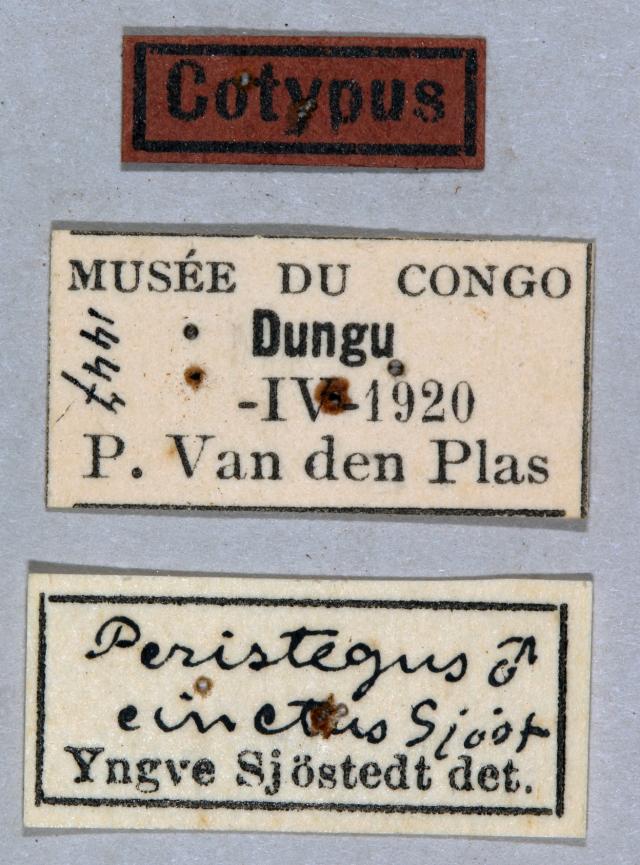 Cotypus
MUSÉE DU CONGO
Dungu
-IV-1920
P. Van den Plas
1447
Peristegus ♂
cinctus Sjöst
Yngve Sjöstedt det.